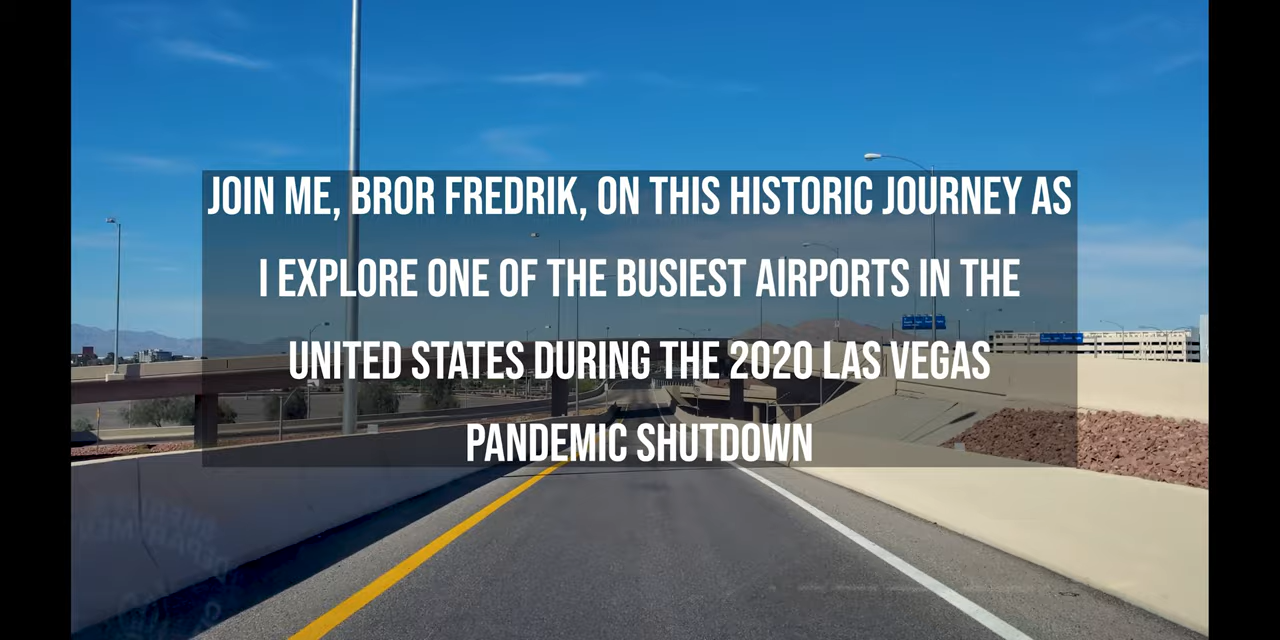 JOIN ME, BROR FREDRIK, ON THIS HISTORIC JOURNEY AS
I EXPLORE ONE OF THE BUSIEST AIRPORTS IN THE
UNITED STATES DURING THE 2020 LAS VEGAS
PANDEMIC SHUTDOWN